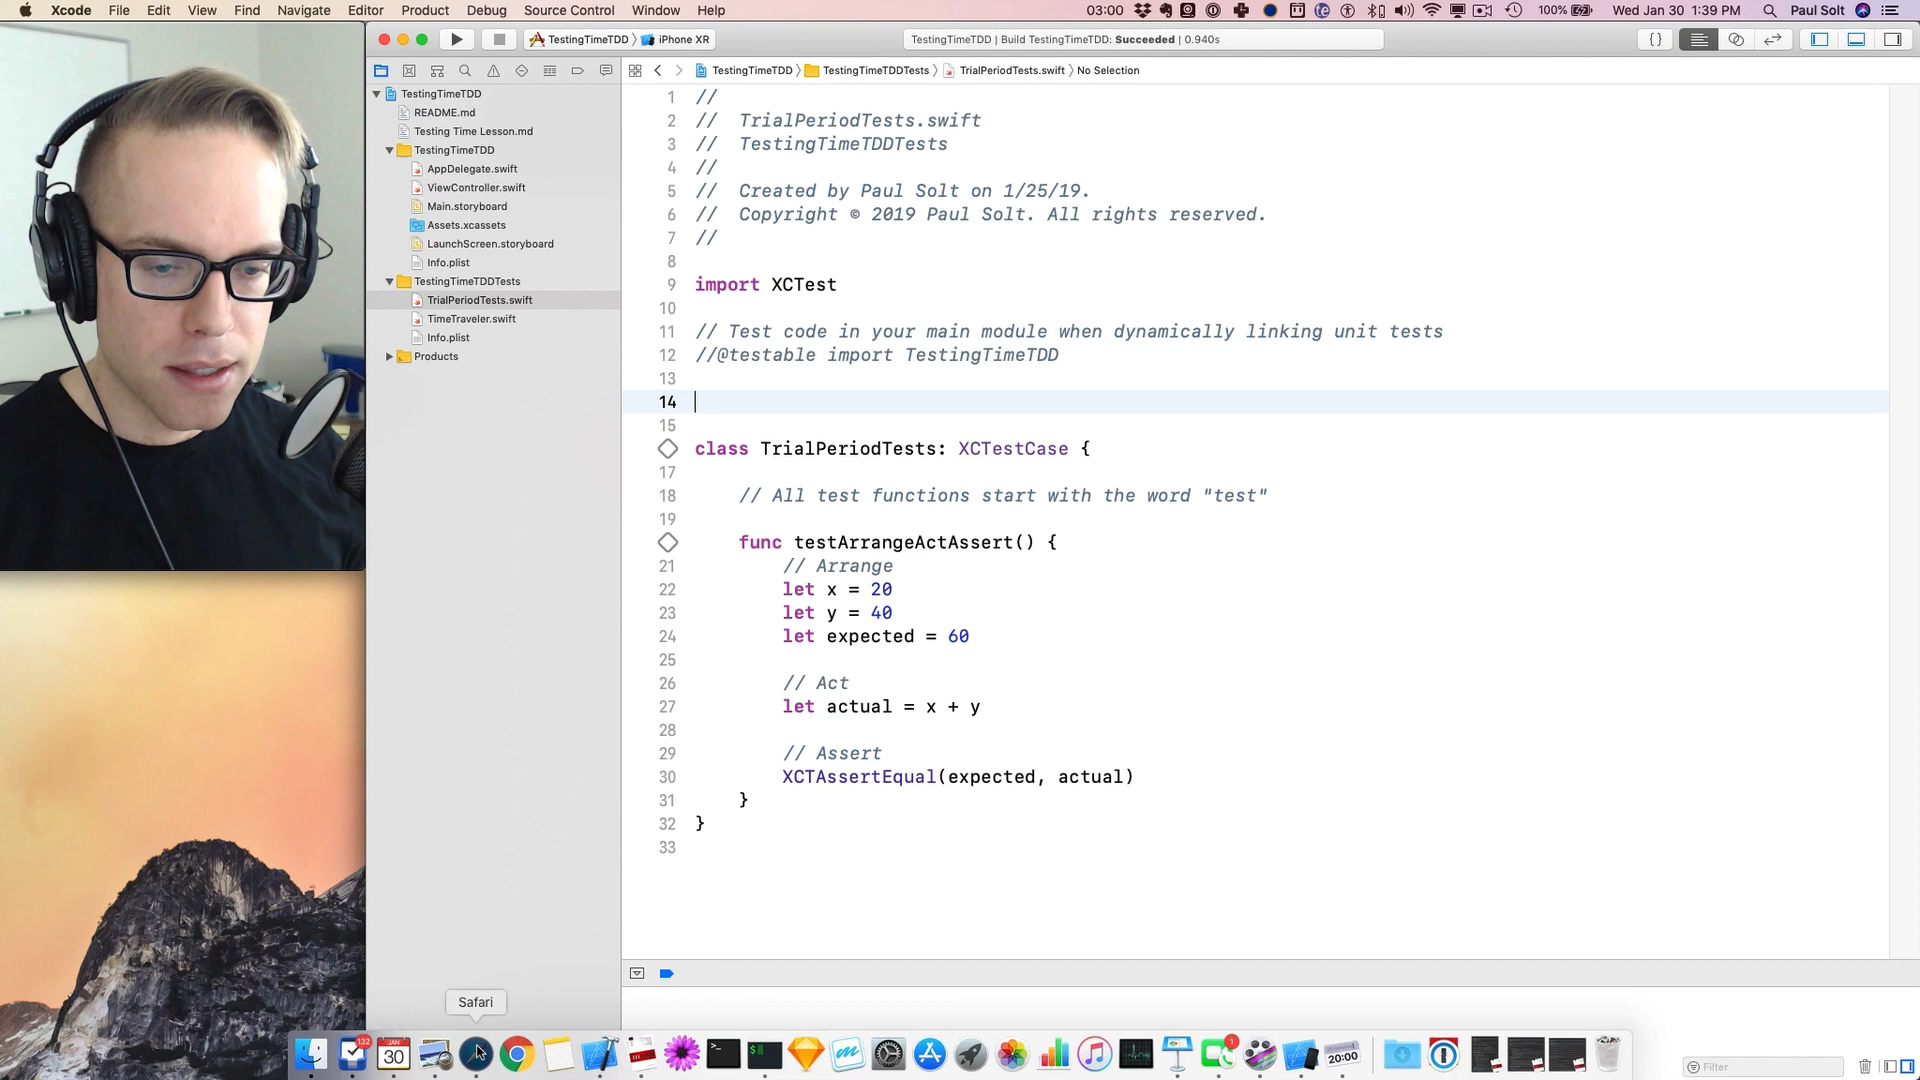 Xcode File Edit View Find Navigate Editor Product Debug Source Control Window Help 03:00 100% Wed Jan 30 1:39 PM Paul Solt
TestingTimeTDD iPhone XR TestingTimeTDD | Build TestingTimeTDD: Succeeded | 0.940s { }
TestingTimeTDD TestingTimeTDDTests TrialPeriodTests.swift No Selection
TestingTimeTDD
README.md
Testing Time Lesson.md
TestingTimeTDD
AppDelegate.swift
ViewController.swift
Main.storyboard
Assets.xcassets
LaunchScreen.storyboard
Info.plist
TestingTimeTDDTests
TrialPeriodTests.swift
TimeTraveler.swift
Info.plist
Products
1 //
2 // TrialPeriodTests.swift
3 // TestingTimeTDDTests
4 //
5 // Created by Paul Solt on 1/25/19.
6 // Copyright © 2019 Paul Solt. All rights reserved.
7 //
8
9 import XCTest
10
11 // Test code in your main module when dynamically linking unit tests
12 //@testable import TestingTimeTDD
13
14
15
class TrialPeriodTests: XCTestCase {
17
18 // All test functions start with the word "test"
19
func testArrangeActAssert() {
21 // Arrange
22 let x = 20
23 let y = 40
24 let expected = 60
25
26 // Act
27 let actual = x + y
28
29 // Assert
30 XCTAssertEqual(expected, actual)
31 }
32 }
33
Safari
132
JAN
30
1
20:00
Filter